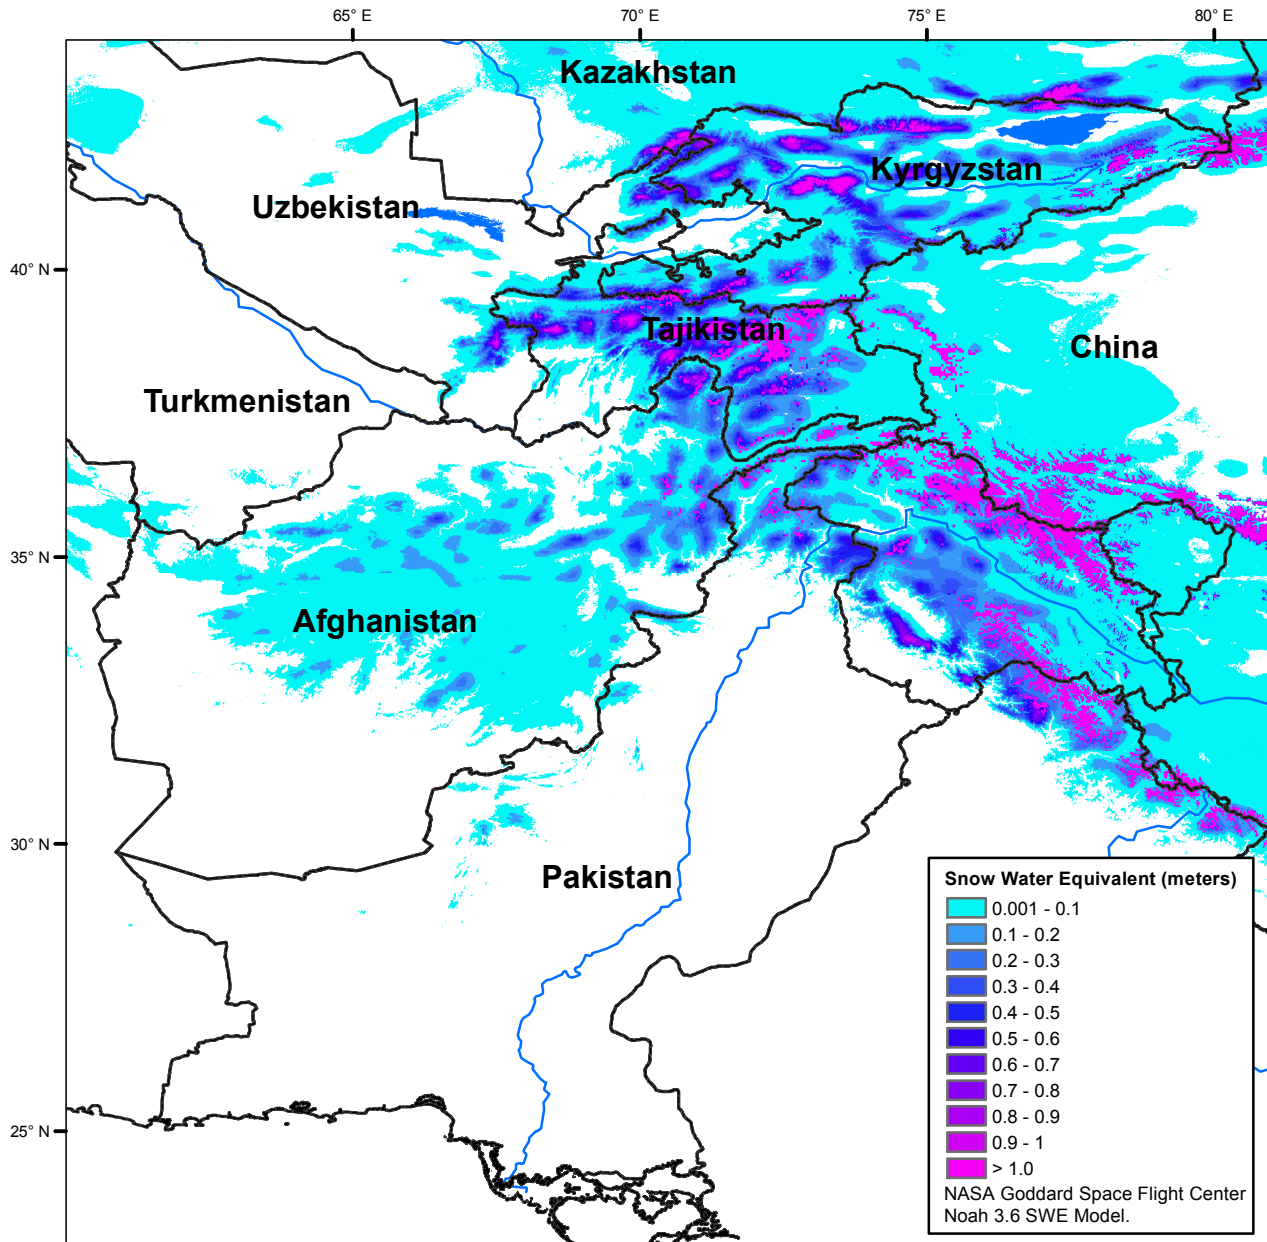 65° E
70° E
75° E
80° E
Kazakhstan
Kyrgyzstan
Uzbekistan
40° N
Tajikistan
China
Turkmenistan
35° N
Afghanistan
30° N
Pakistan
25° N
Snow Water Equivalent (meters)
0.001 - 0.1
0.1 - 0.2
0.2 - 0.3
0.3 - 0.4
0.4 - 0.5
0.5 - 0.6
0.6 - 0.7
0.7 - 0.8
0.8 - 0.9
0.9 - 1
> 1.0
NASA Goddard Space Flight Center
Noah 3.6 SWE Model.